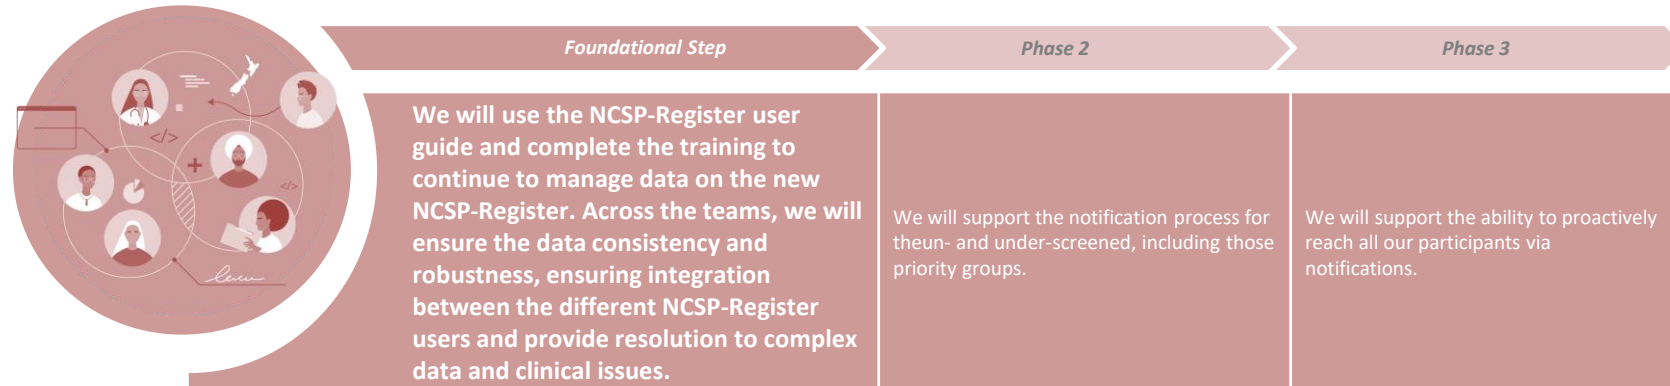 Foundational Step
Phase 2
Phase 3
We will use the NCSP-Register user
guide and complete the training to
continue to manage data on the new
NCSP-Register. Across the teams, we will
ensure the data consistency and
robustness, ensuring integration
between the different NCSP-Register
users and provide resolution to complex
data and clinical issues.
We will support the notification process for
theun- and under-screened, including those
priority groups.
We will support the ability to proactively
reach all our participants via
notifications.